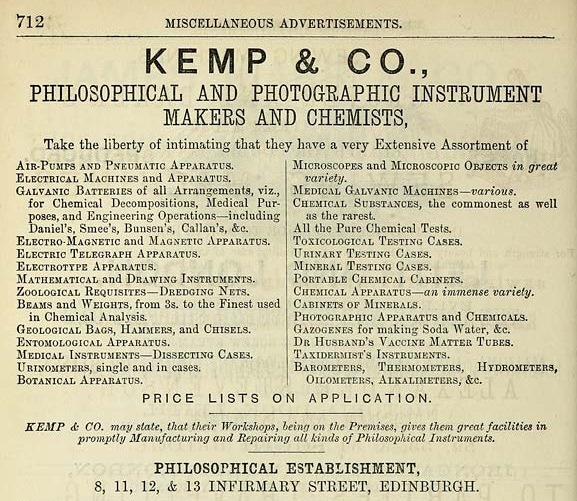 712
MISCELLANEOUS ADVERTISEMENTS.
KEMP & CO.,
PHILOSOPHICAL AND PHOTOGRAPHIC INSTRUMENT
MAKERS AND CHEMISTS,
Take the liberty of intimating that they have a very Extensive Assortment of
AIR-PUMPS AND PNEUMATIC APPARATUS.
ELECTRICAL MACHINES AND APPARATUS.
GALVANIC BATTERIES of all Arrangements, viz.,
for Chemical Decompositions, Medical Pur-
poses, and Engineering Operations—including
Daniel's, Smee's, Bunsen's, Callan's, &c.
ELECTRO-MAGNETIC AND MAGNETIC APPARATUS.
ELECTRIC TELEGRAPH APPARATUS.
ELECTROTYPE APPARATUS.
MATHEMATICAL AND DRAWING INSTRUMENTS.
ZOOLOGICAL REQUISITES—DREDGING NETS.
BEAMS AND WEIGHTS, from 3s. to the Finest used
in Chemical Analysis.
GEOLOGICAL BAGS, HAMMERS, AND CHISELS.
ENTOMOLOGICAL APPARATUS.
MEDICAL INSTRUMENTS—DISSECTING CASES.
URINOMETERS, single and in cases.
BOTANICAL APPARATUS.
MICROSCOPES AND MICROSCOPIC OBJECTS in great
variety.
MEDICAL GALVANIC MACHINES—various.
CHEMICAL SUBSTANCES, the commonest as well
as the rarest.
All the Pure Chemical Tests.
TOXICOLOGICAL TESTING CASES.
URINARY TESTING CASES.
MINERAL TESTING CASES.
PORTABLE CHEMICAL CABINETS.
CHEMICAL APPARATUS—an immense variety.
CABINETS OF MINERALS.
PHOTOGRAPHIC APPARATUS AND CHEMICALS.
GAZOGENES for making Soda Water, &c.
DR HUSBAND'S VACCINE MATTER TUBES.
TAXIDERMIST'S INSTRUMENTS.
BAROMETERS, THERMOMETERS, HYDROMETERS,
OILOMETERS, ALKALIMETERS, &c.
PRICE LISTS ON APPLICATION.
KEMP & CO. may state, that their Workshops, being on the Premises, gives them great facilities in
promptly Manufacturing and Repairing all kinds of Philosophical Instruments.
PHILOSOPHICAL ESTABLISHMENT,
8, 11, 12, & 13 INFIRMARY STREET, EDINBURGH.